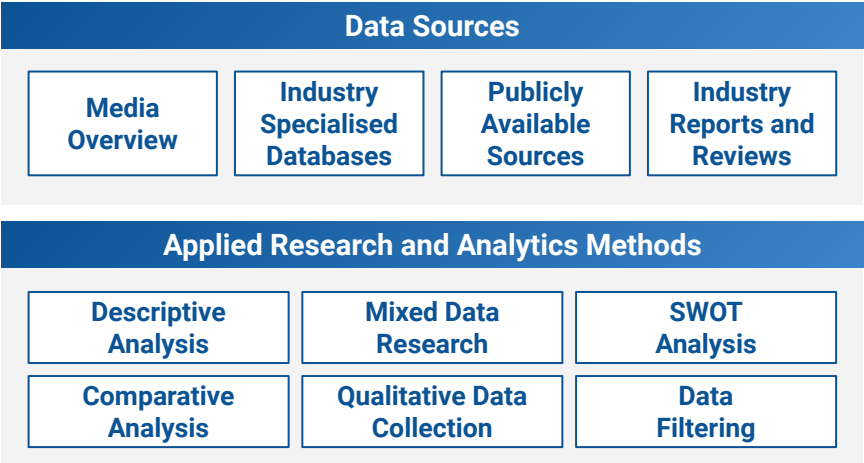 Data Sources
Media
Overview
Industry
Specialised
Databases
Publicly
Available
Sources
Industry
Reports and
Reviews
Applied Research and Analytics Methods
Descriptive
Analysis
Mixed Data
Research
SWOT
Analysis
Comparative
Analysis
Qualitative Data
Collection
Data
Filtering